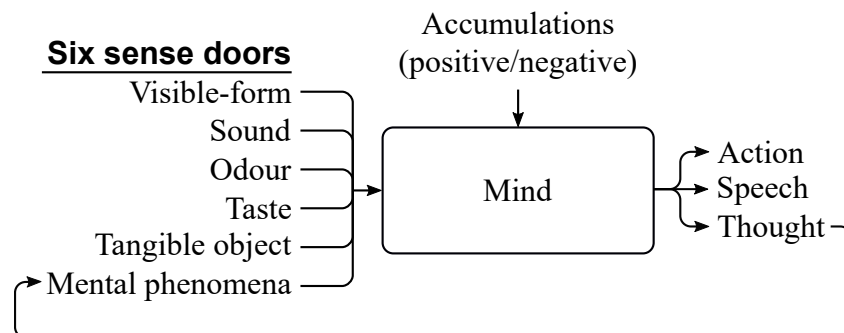 Six sense doors
Visible-form
Sound
Odour
Taste
Tangible object
Mental phenomena
Accumulations
(positive/negative)
Mind
Action
Speech
Thought